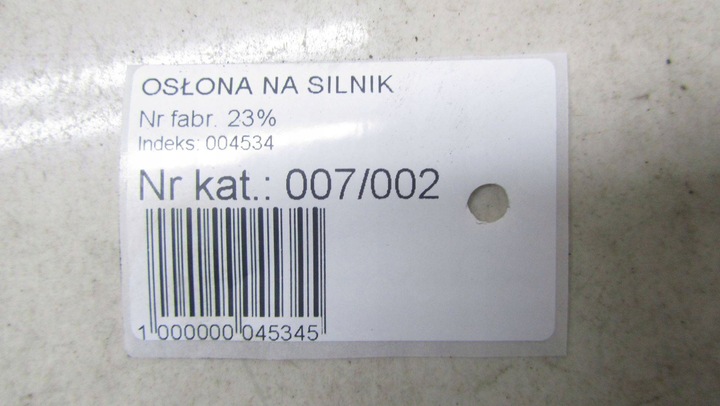 OSŁONA NA SILNIK
Nr fabr. 23%
Indeks: 004534
Nr kat.: 007/002
1 000000 045345